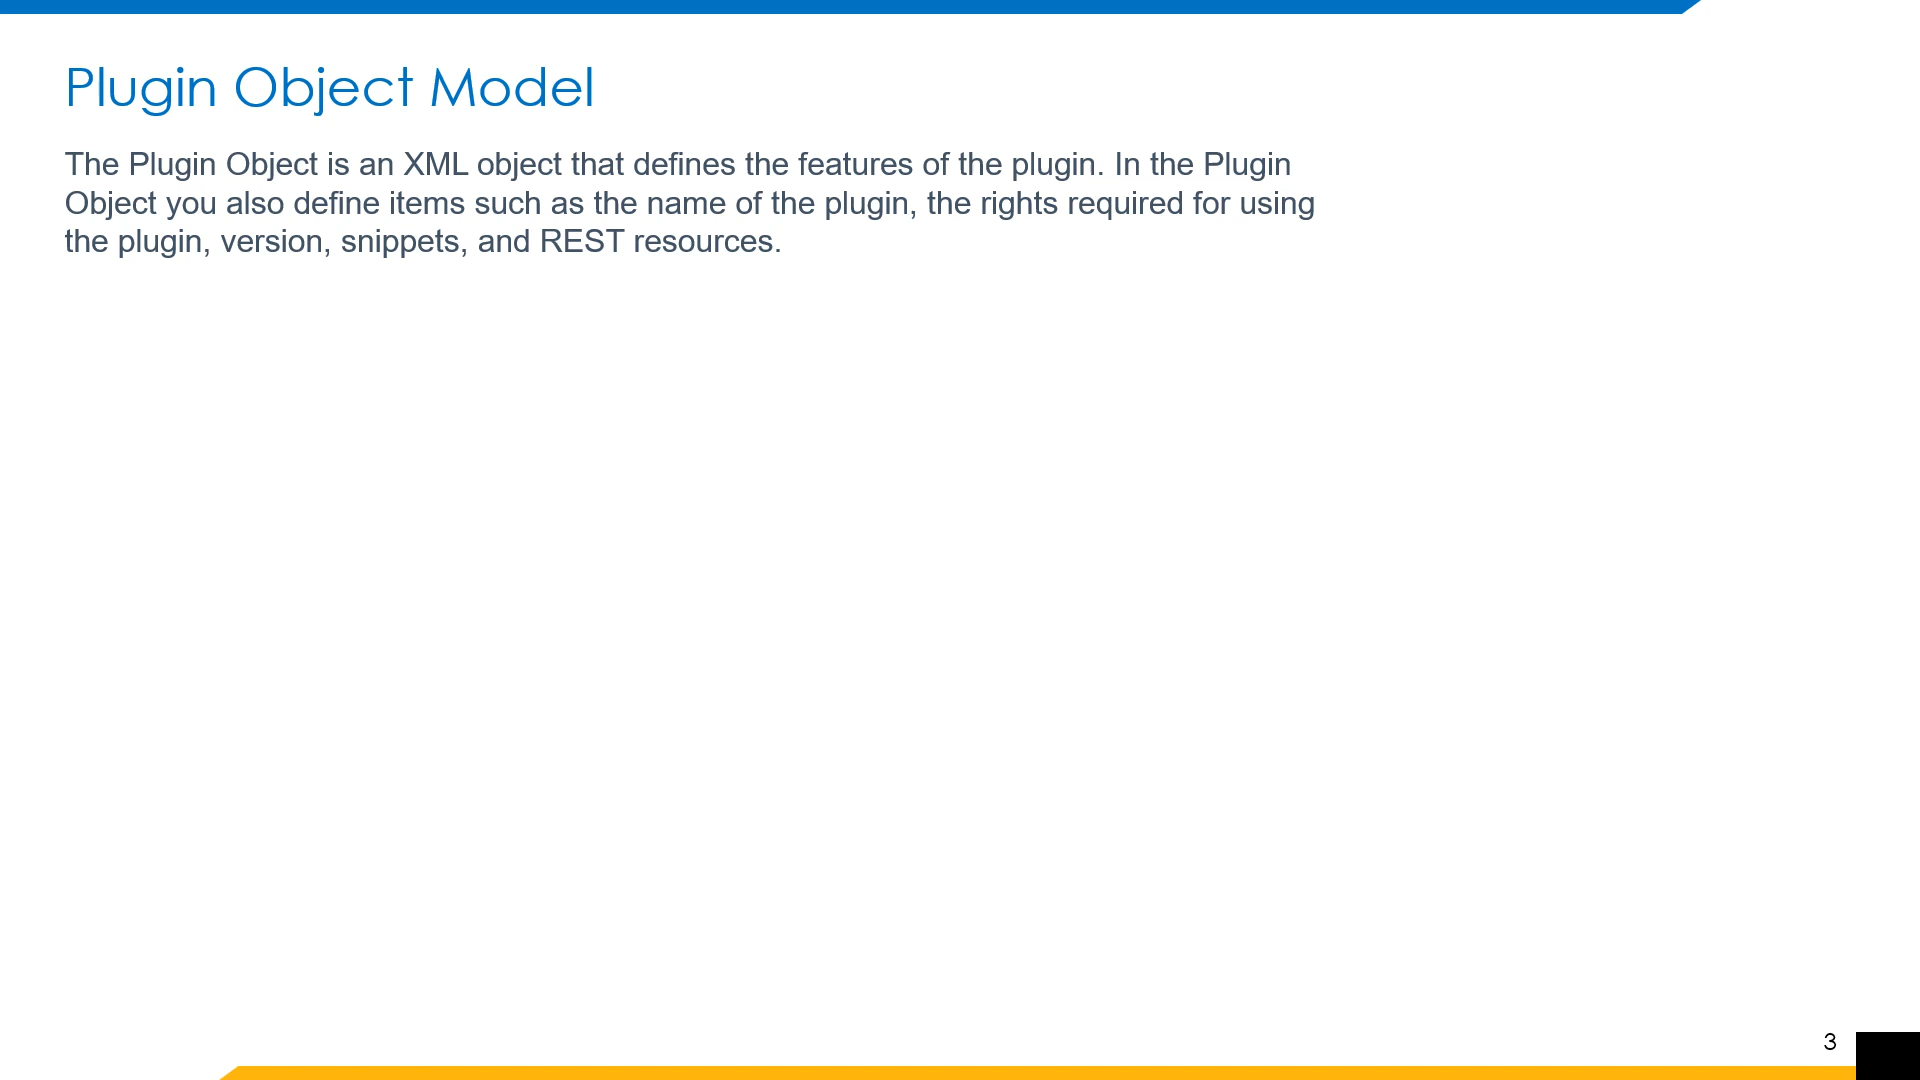 Plugin Object Model
The Plugin Object is an XML object that defines the features of the plugin. In the Plugin
Object you also define items such as the name of the plugin, the rights required for using
the plugin, version, snippets, and REST resources.
3